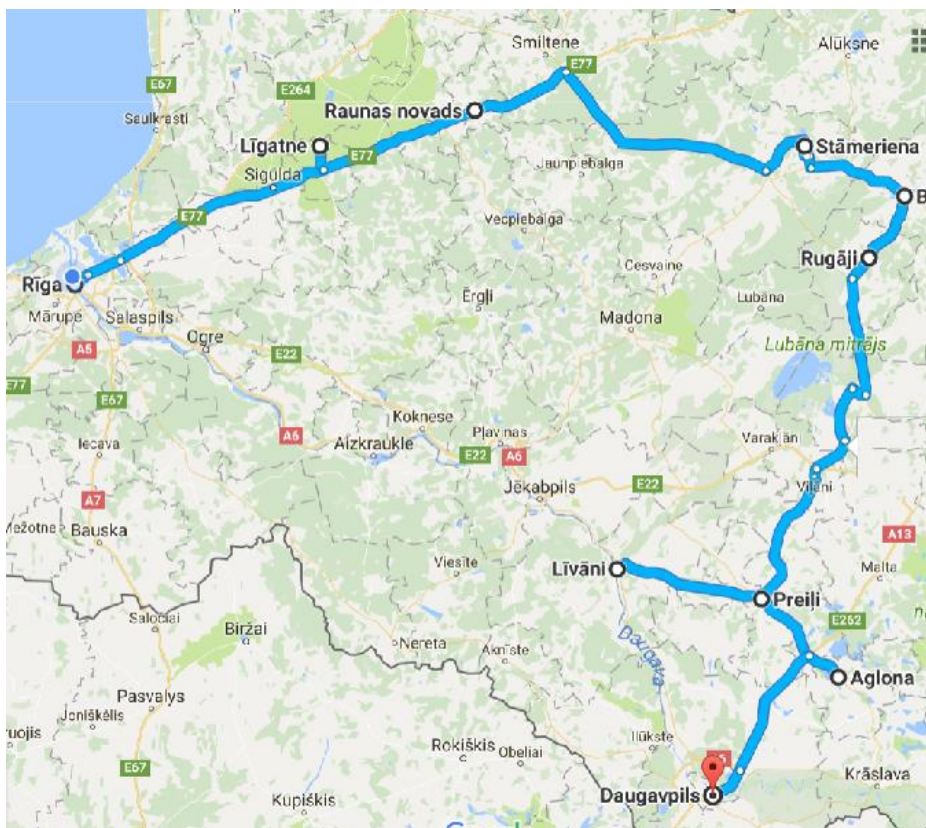 Smiltene
Alūksne
E77
E67
E264
Raunas novads
Saulkrasti
Līgatne
E77
Stāmeriena
Sigulda
Jaunpiebalga
B
E77
Vecpiebalga
Rugāji
Cesvaine
Rīga
Lubāna
Mārupe
Salaspils
Ērgļi
Madona
Ogre
Lubāna mitrājs
A5
E22
E77
E67
Koknese
Iecava
A6
Aizkraukle
Pļaviņas
E22
A6
Varakļān
Jēkabpils
E22
Viļāni
A7
Mežotne
Bauska
A13
Viesīte
Līvāni
Malta
Preiļi
Saločiai
Biržai
E262
Nereta
Daugava
Aknīste
Aglona
Pasvalys
Joniškėlis
ruojis
Ilūkste
Rokiškis
Obeliai
E67
Krāslava
Daugavpils
Kupiškis